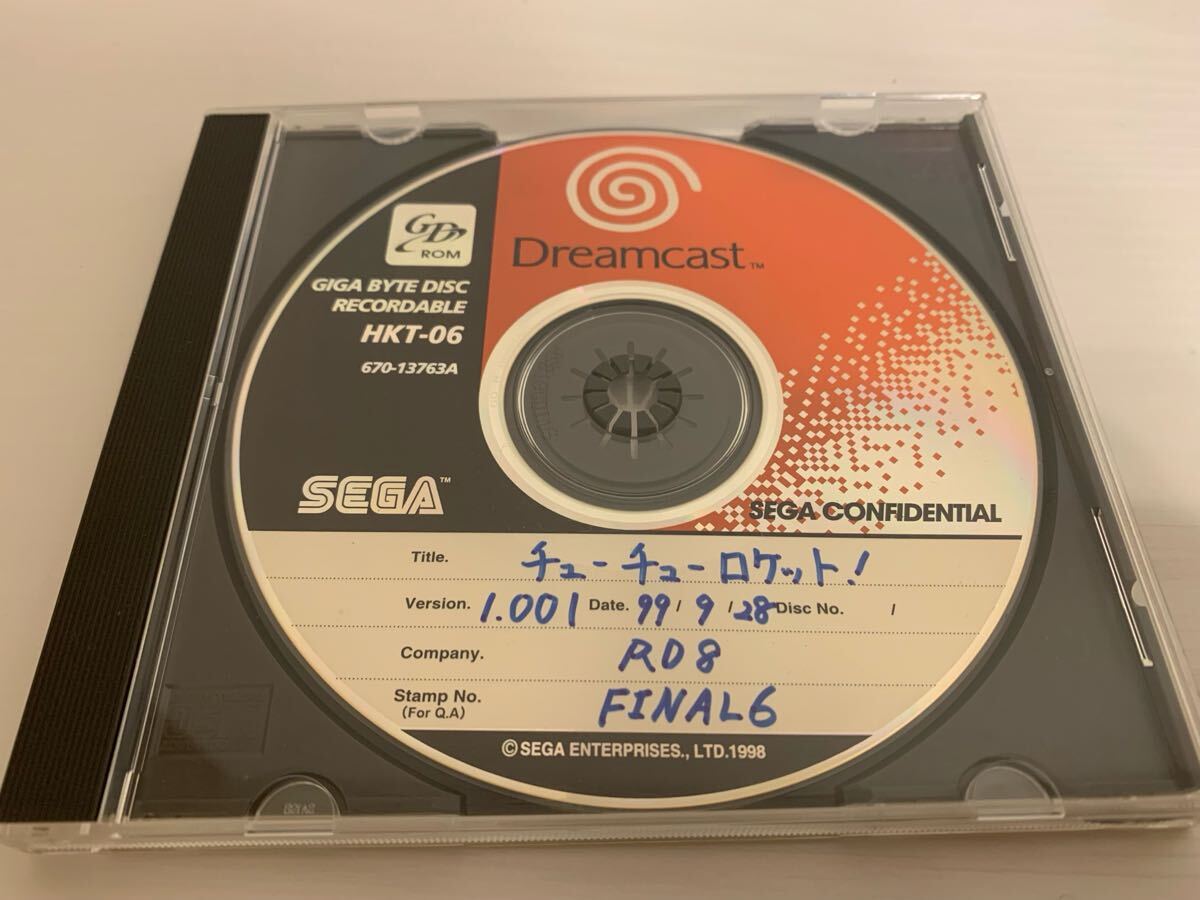 GD
ROM
GIGA BYTE DISC
RECORDABLE
HKT-06
670-13763A
Dreamcast™
SEGA™
SEGA CONFIDENTIAL
Title. チューチューロケット!
Version. 1.001 Date. 99 / 9 / 28 Disc No. /
Company. RD8
Stamp No. FINAL6
(For Q.A)
©SEGA ENTERPRISES., LTD.1998